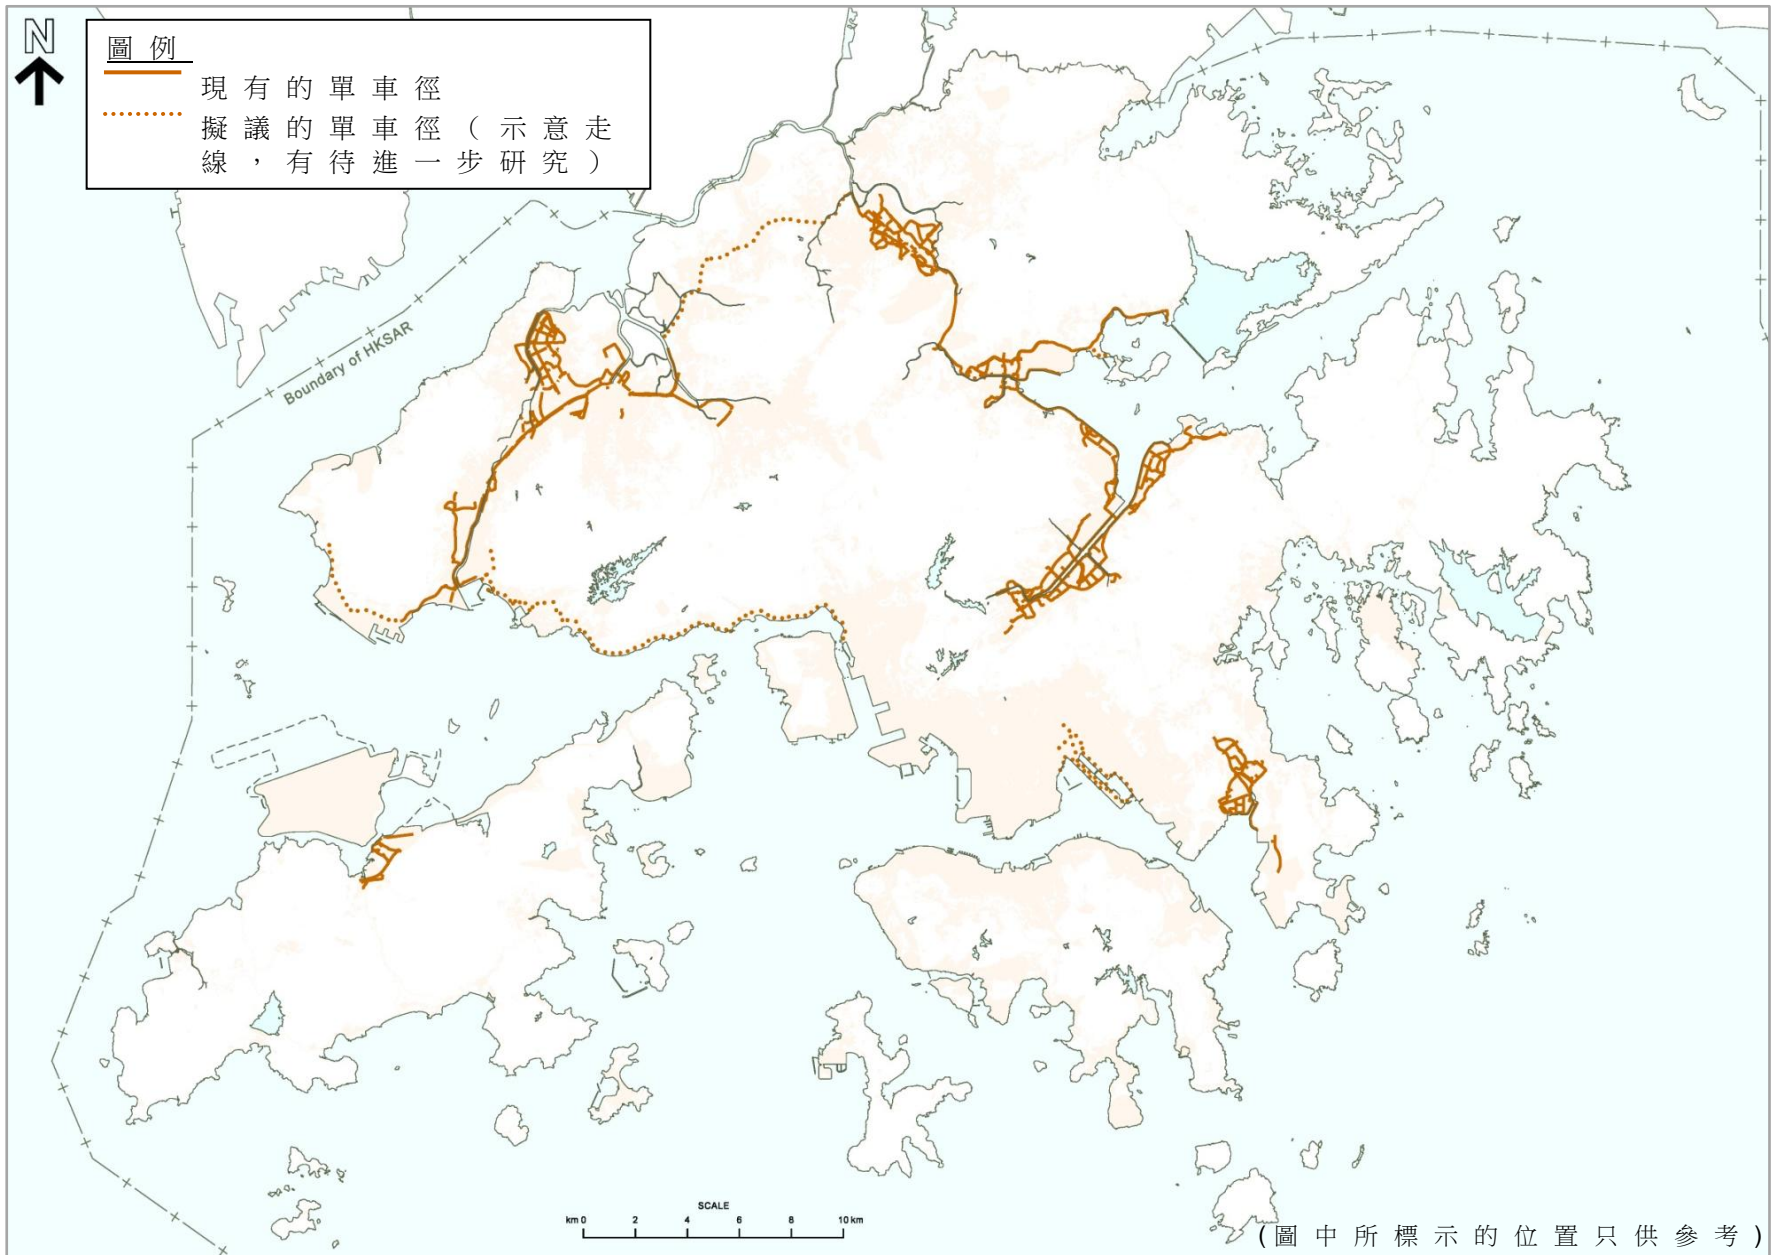 N
圖例
現有的單車徑
擬議的單車徑(示意走
線,有待進一步研究)
Boundary of HKSAR
SCALE
km 0 2 4 6 8 10 km
(圖中所標示的位置只供參考)